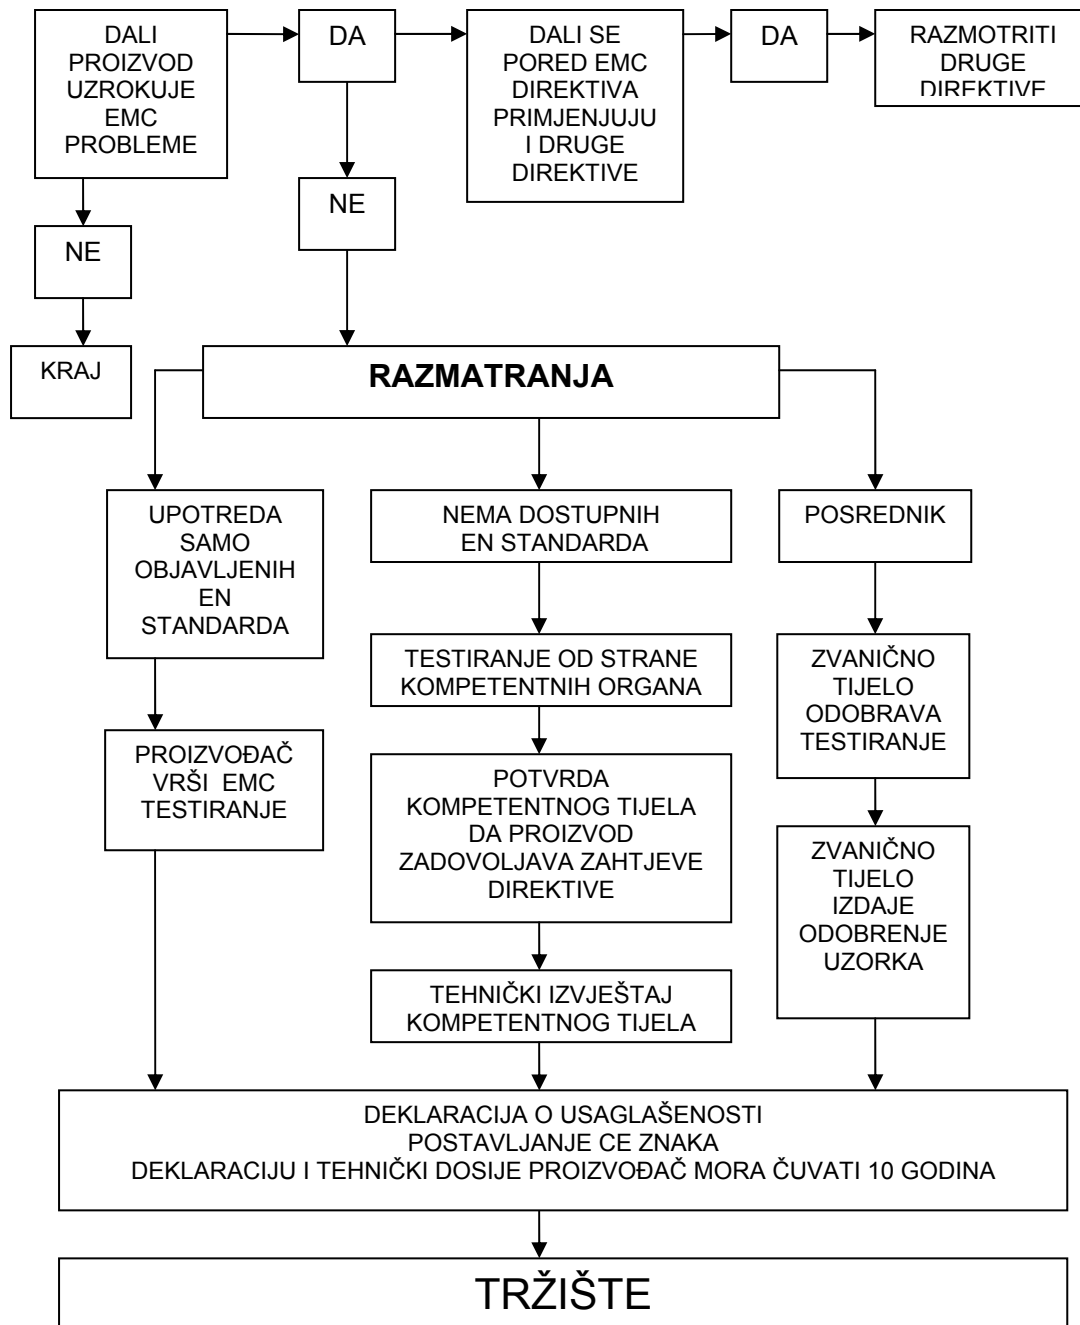 DALI
PROIZVOD
UZROKUJE
EMC
PROBLEME
DA
DALI SE
PORED EMC
DIREKTIVA
PRIMJENJUJU
I DRUGE
DIREKTIVE
DA
RAZMOTRITI
DRUGE
DIREKTIVE
NE
NE
KRAJ
RAZMATRANJA
UPOTREDA
SAMO
OBJAVLJENIH
EN
STANDARDA
NEMA DOSTUPNIH
EN STANDARDA
POSREDNIK
TESTIRANJE OD STRANE
KOMPETENTNIH ORGANA
ZVANIČNO
TIJELO
ODOBRAVA
TESTIRANJE
PROIZVOĐAČ
VRŠI EMC
TESTIRANJE
POTVRDA
KOMPETENTNOG TIJELA
DA PROIZVOD
ZADOVOLJAVA ZAHTJEVE
DIREKTIVE
ZVANIČNO
TIJELO
IZDAJE
ODOBRENJE
UZORKA
TEHNIČKI IZVJEŠTAJ
KOMPETENTNOG TIJELA
DEKLARACIJA O USAGLAŠENOSTI
POSTAVLJANJE CE ZNAKA
DEKLARACIJU I TEHNIČKI DOSIJE PROIZVOĐAČ MORA ČUVATI 10 GODINA
TRŽIŠTE